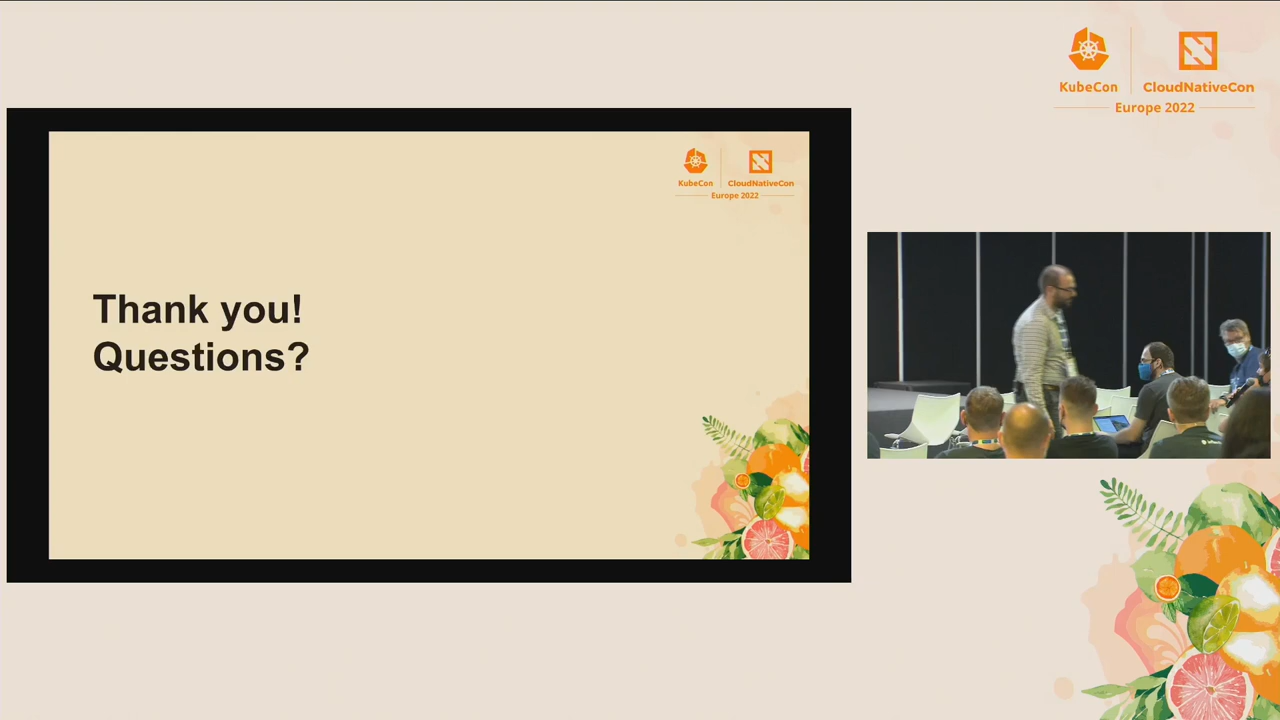 KubeCon
CloudNativeCon
Europe 2022
KubeCon
CloudNativeCon
Europe 2022
Thank you!
Questions?